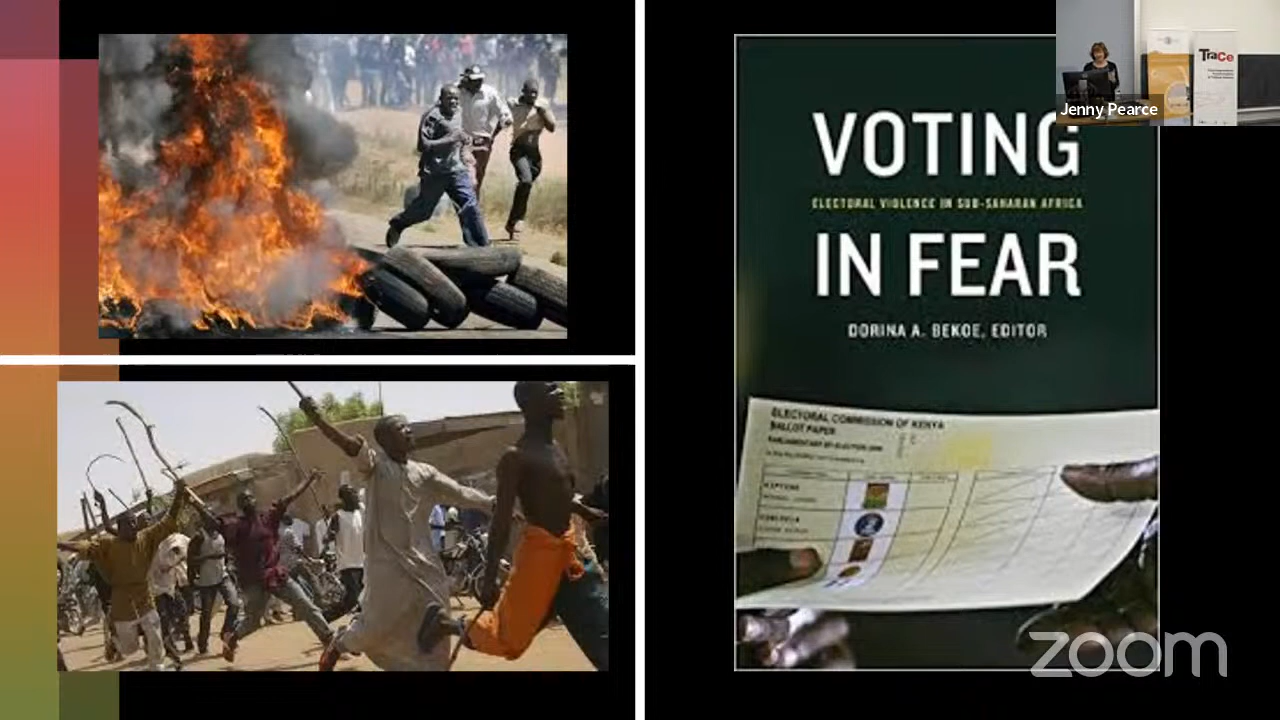 VOTING
ELECTORAL VIOLENCE IN SUB-SAHARAN AFRICA
IN FEAR
DORINA A. BEKOE, EDITOR
ELECTORAL COMMISSION OF KENYA
BALLOT PAPER
TraCe
Jenny Pearce
zoom